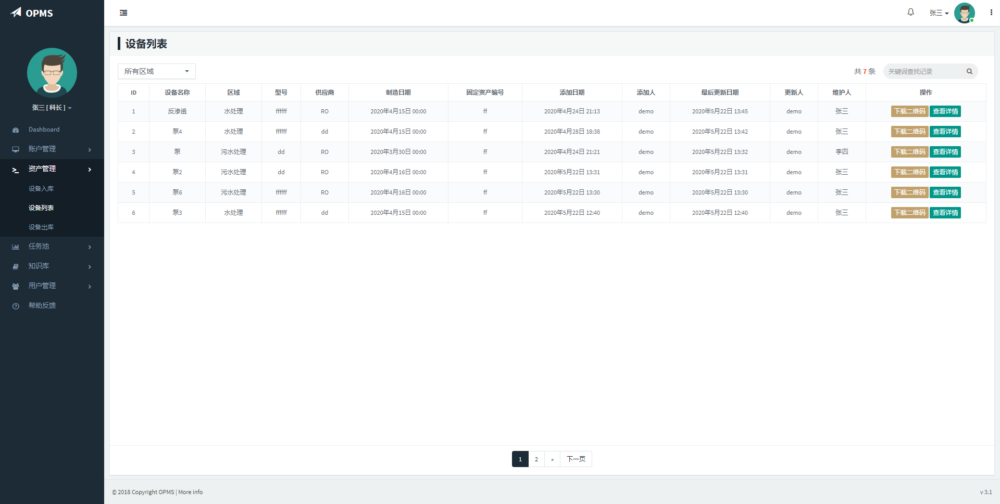 OPMS
张三
张三 [ 科长 ]
Dashboard
账户管理
资产管理
设备入库
设备列表
设备出库
任务池
知识库
用户管理
帮助反馈
设备列表
所有区域
共 7 条
关键词查找记录
ID 设备名称 区域 型号 供应商 制造日期 固定资产编号 添加日期 添加人 最后更新日期 更新人 维护人 操作
1 反渗透 水处理 ffffff RO 2020年4月15日 00:00 ff 2020年4月24日 21:13 demo 2020年5月22日 13:45 demo 张三 下载二维码 查看详情
2 泵4 水处理 ffffff dd 2020年4月15日 00:00 ff 2020年4月28日 18:38 demo 2020年5月22日 13:42 demo 张三 下载二维码 查看详情
3 泵 污水处理 dd RO 2020年3月30日 00:00 ff 2020年4月24日 21:21 demo 2020年5月22日 13:32 demo 李四 下载二维码 查看详情
4 泵2 污水处理 dd RO 2020年4月16日 00:00 ff 2020年5月22日 13:31 demo 2020年5月22日 13:31 demo 张三 下载二维码 查看详情
5 泵6 污水处理 ffffff RO 2020年4月16日 00:00 ff 2020年5月22日 13:30 demo 2020年5月22日 13:30 demo 张三 下载二维码 查看详情
6 泵3 水处理 ffffff dd 2020年4月15日 00:00 ff 2020年5月22日 12:40 demo 2020年5月22日 12:40 demo 张三 下载二维码 查看详情
1 2 » 下一页
© 2018 Copyright OPMS | More info
v 3.1